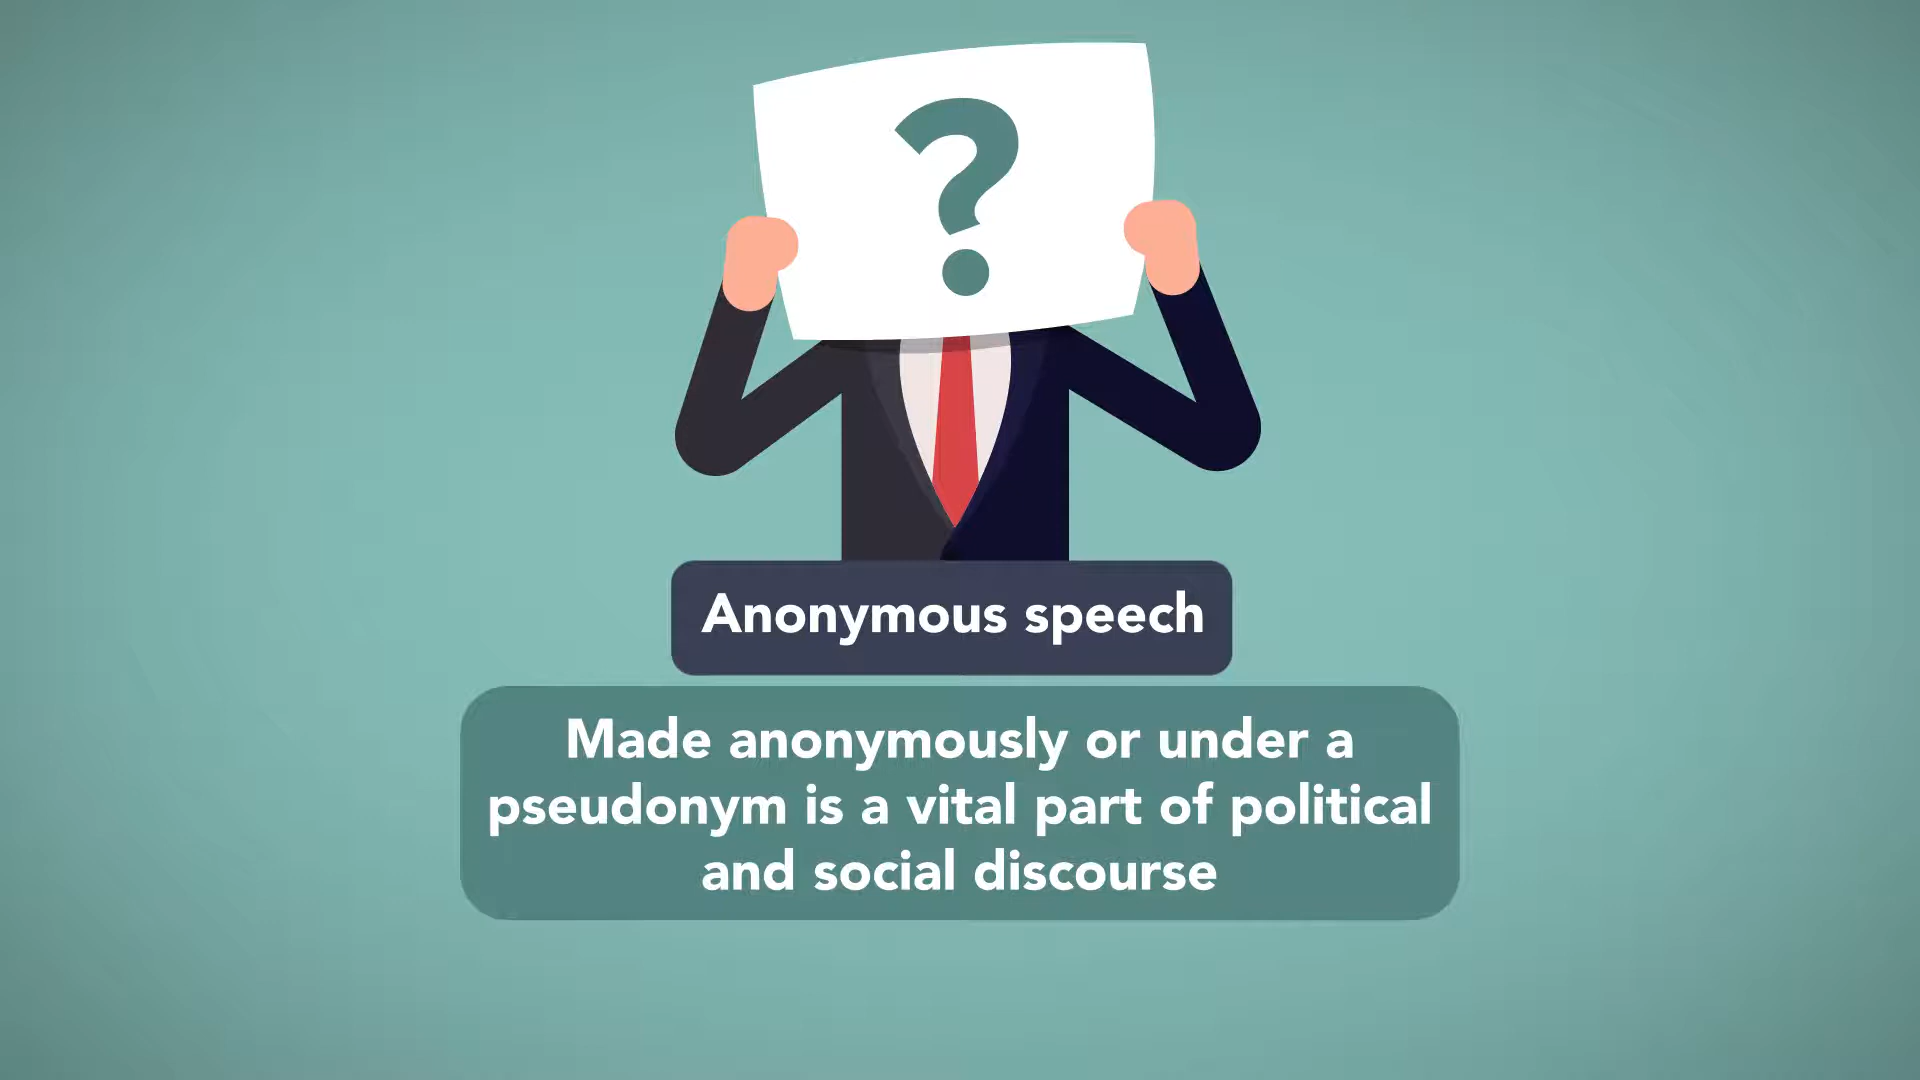 ?
Anonymous speech
Made anonymously or under a
pseudonym is a vital part of political
and social discourse